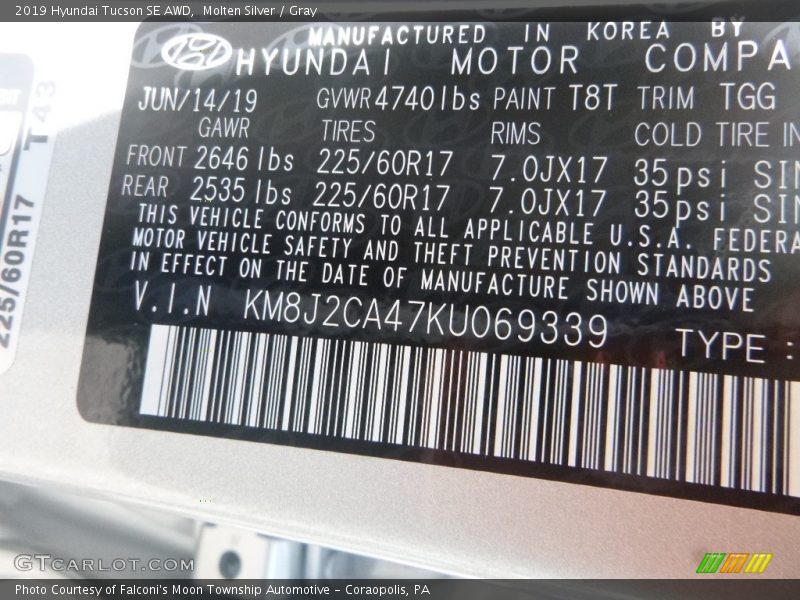 2019 Hyundai Tucson SE AWD,  Molten Silver / Gray
MANUFACTURED IN KOREA BY
HYUNDAI MOTOR COMPA
JUN/14/19 GVWR 4740 lbs PAINT T8T TRIM TGG
GAWR TIRES RIMS COLD TIRE IN
FRONT 2646 lbs 225/60R17 7.0JX17 35psi SIN
REAR 2535 lbs 225/60R17 7.0JX17 35psi SIN
THIS VEHICLE CONFORMS TO ALL APPLICABLE U.S.A. FEDERA
MOTOR VEHICLE SAFETY AND THEFT PREVENTION STANDARDS
IN EFFECT ON THE DATE OF MANUFACTURE SHOWN ABOVE
V.I.N KM8J2CA47KU069339 TYPE :
T43
225/60R17
GTCARLOT.COM
Photo Courtesy of Falconi's Moon Township Automotive – Coraopolis, PA